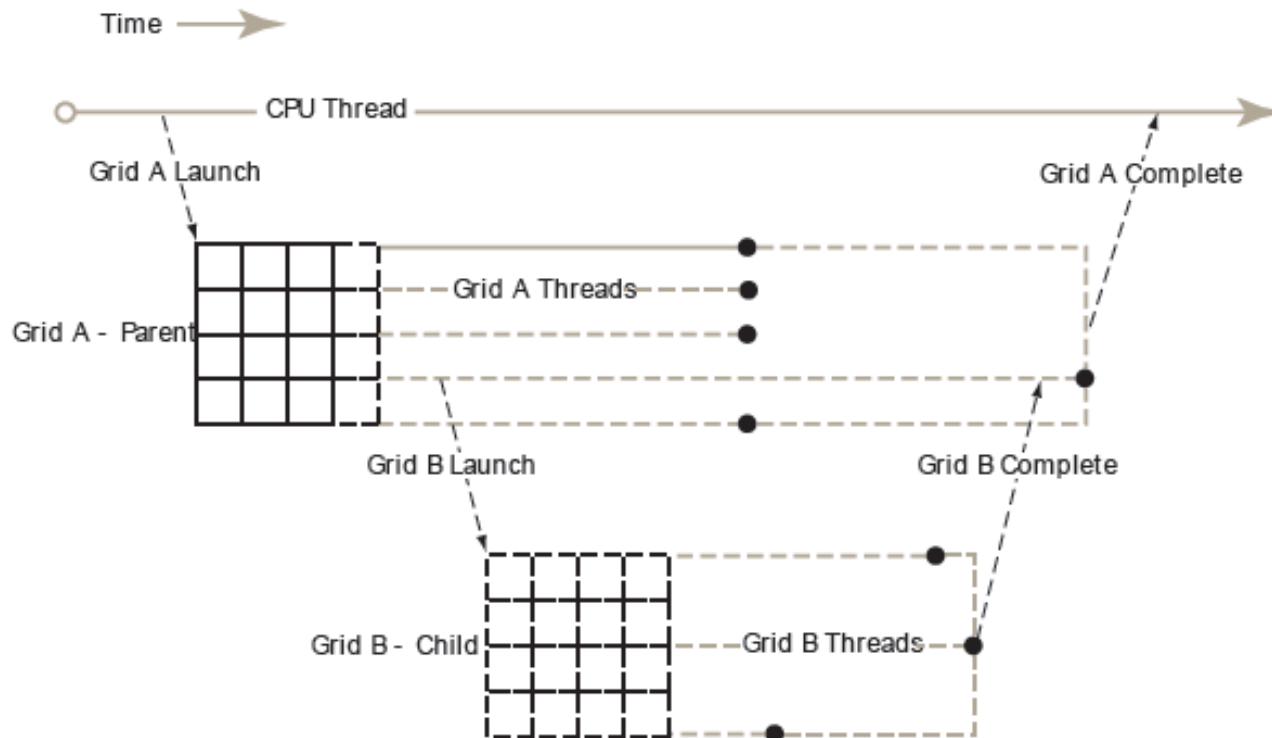 Time
CPU Thread
Grid A Launch
Grid A Complete
Grid A Threads
Grid A - Parent
Grid B Launch
Grid B Complete
Grid B - Child
Grid B Threads